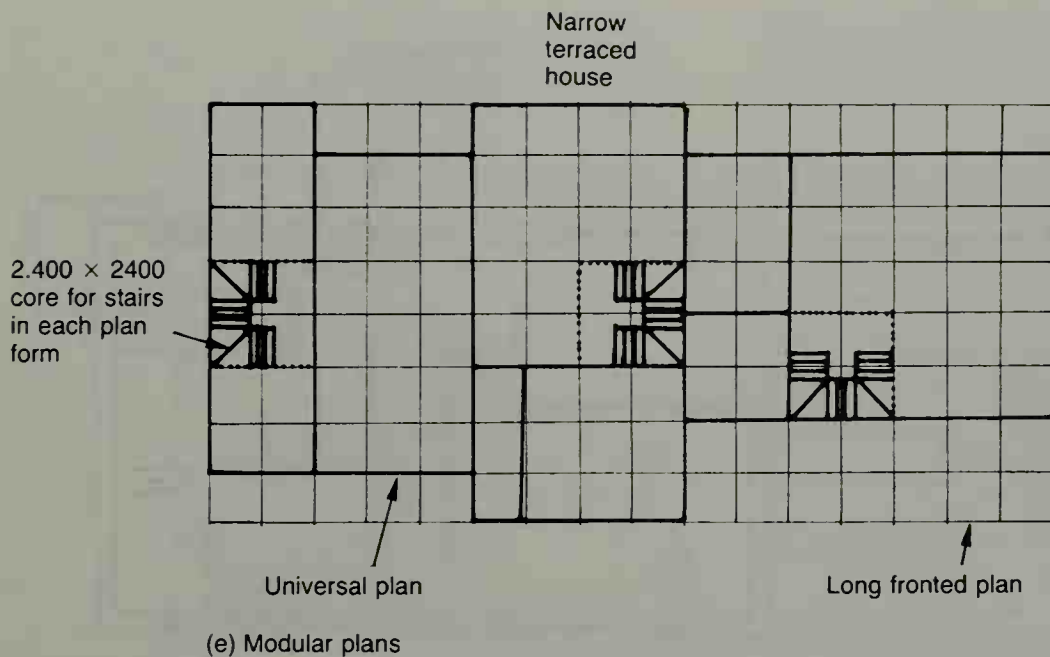 Narrow
terraced
house
2.400 × 2400
core for stairs
in each plan
form
Universal plan
Long fronted plan
(e) Modular plans